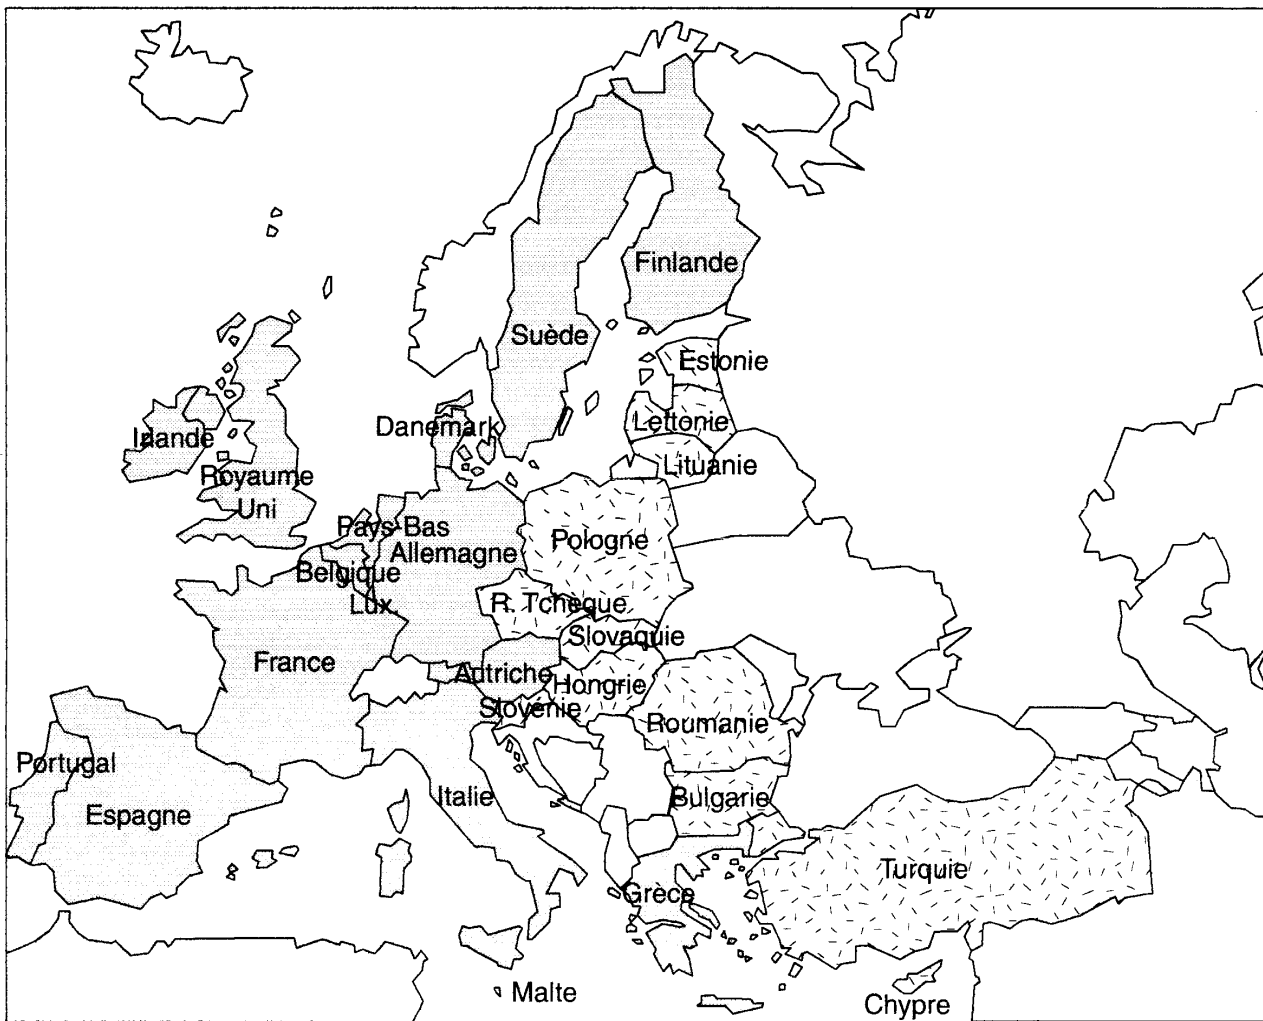 Finlande
Suède
Estonie
Danemark
Lettonie
Irlande
Lituanie
Royaume
Uni
Pays-Bas
Pologne
Allemagne
Belgique
Lux.
R. Tchèque
Slovaquie
France
Autriche
Hongrie
Slovénie
Roumanie
Portugal
Italie
Bulgarie
Espagne
Turquie
Grèce
Malte
Chypre